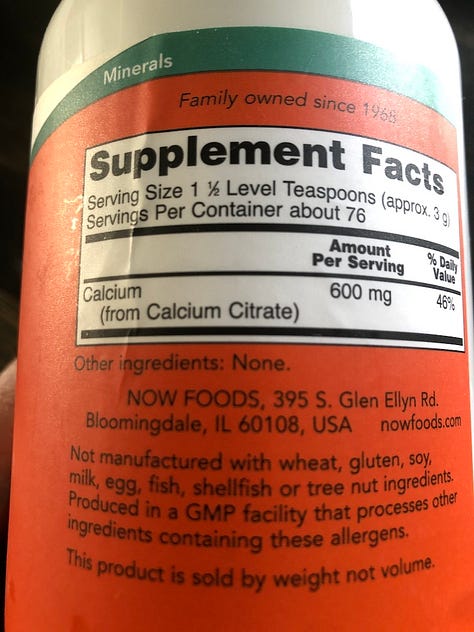 Minerals
Family owned since 1968
Supplement Facts
Serving Size 1 ½ Level Teaspoons (approx. 3 g)
Servings Per Container about 76
Amount Per Serving
% Daily Value
Calcium 600 mg 46%
(from Calcium Citrate)
Other ingredients: None.
NOW FOODS, 395 S. Glen Ellyn Rd.
Bloomingdale, IL 60108, USA nowfoods.com
Not manufactured with wheat, gluten, soy,
milk, egg, fish, shellfish or tree nut ingredients.
Produced in a GMP facility that processes other
ingredients containing these allergens.
This product is sold by weight not volume.